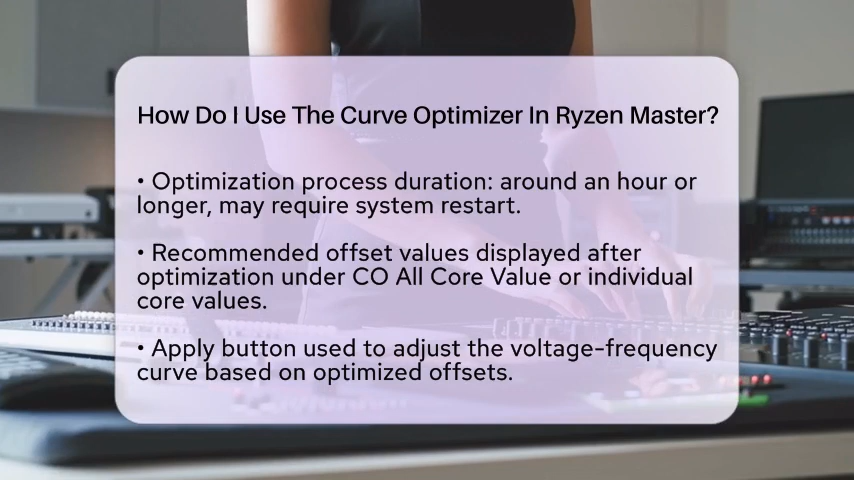 How Do I Use The Curve Optimizer In Ryzen Master?
• Optimization process duration: around an hour or
longer, may require system restart.
• Recommended offset values displayed after
optimization under CO All Core Value or individual
core values.
• Apply button used to adjust the voltage-frequency
curve based on optimized offsets.